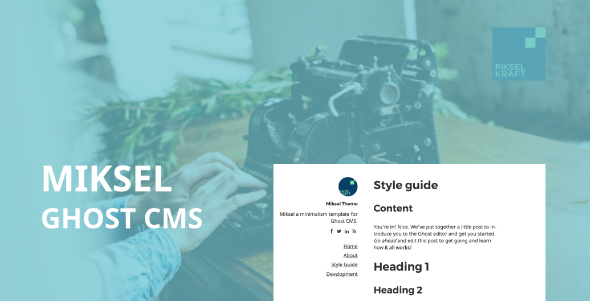 PIKSEL
KRAFT
MIKSEL
GHOST CMS
Miksel Theme
Miksel a minimalism template for
Ghost CMS.
Home
About
Style Guide
Development
Style guide
Content
You're in! Nice. We've put together a little post to in-
troduce you to the Ghost editor and get you started.
Go ahead and edit this post to get going and learn
how it all works!
Heading 1
Heading 2